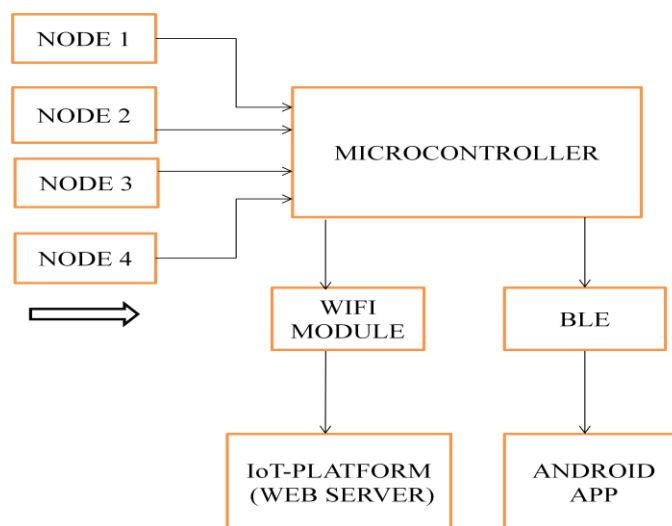 NODE 1
NODE 2
MICROCONTROLLER
NODE 3
NODE 4
WIFI
MODULE
BLE
IoT-PLATFORM
(WEB SERVER)
ANDROID
APP